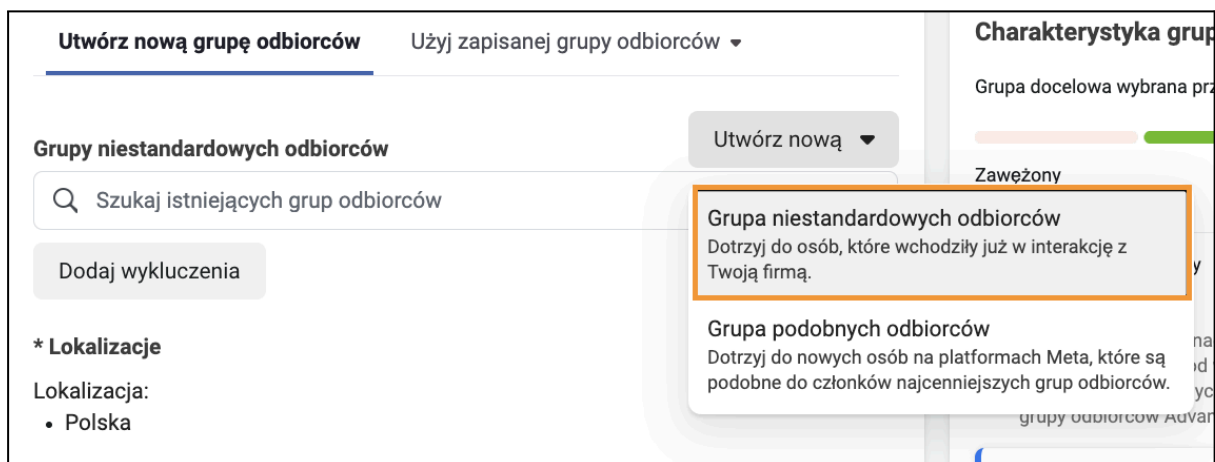 Utwórz nową grupę odbiorców
Użyj zapisanej grupy odbiorców
Grupy niestandardowych odbiorców
Utwórz nową
Szukaj istniejących grup odbiorców
Dodaj wykluczenia
Grupa niestandardowych odbiorców
Dotrzyj do osób, które wchodziły już w interakcję z
Twoją firmą.
Grupa podobnych odbiorców
Dotrzyj do nowych osób na platformach Meta, które są
podobne do członków najcenniejszych grup odbiorców.
* Lokalizacje
Lokalizacja:
• Polska
Charakterystyka
Grupa docelowa wybrana
Zawężony
grupy odbiorców